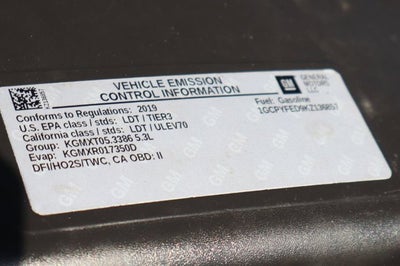 VEHICLE EMISSION
CONTROL INFORMATION
GM
GENERAL
MOTORS
LLC
Conforms to Regulations: 2019
Fuel: Gasoline
U.S. EPA class / stds: LDT / TIER3
California class / stds: LDT / ULEV70
Group: KGMXT05.3386 5.3L
Evap: KGMXR017350D
DFI/HO2S/TWC, CA OBD: II